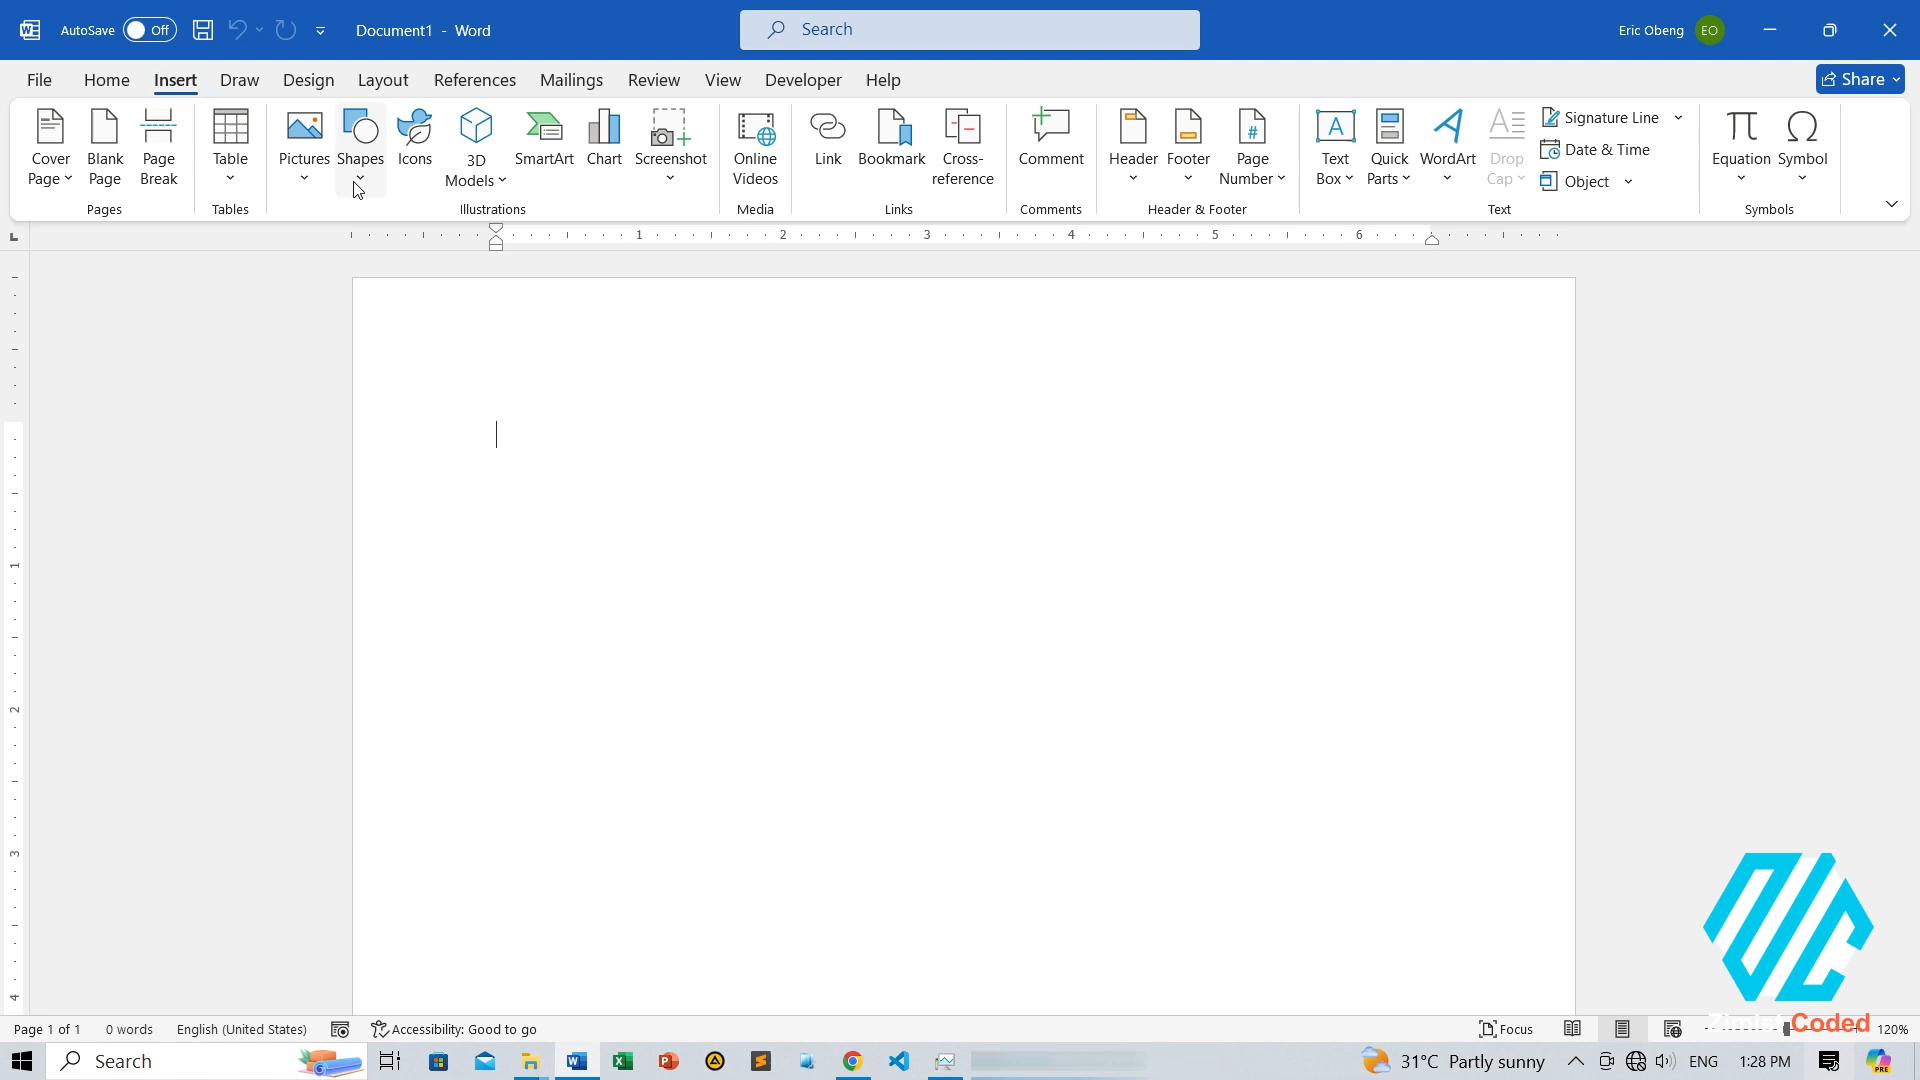 AutoSave Off Document1 - Word Search Eric Obeng EO
File Home Insert Draw Design Layout References Mailings Review View Developer Help Share
Cover Page Blank Page Page Break Table Pictures Shapes Icons 3D Models SmartArt Chart Screenshot Online Videos Link Bookmark Cross-reference Comment Header Footer Page Number Text Box Quick Parts WordArt Drop Cap Signature Line
Date & Time
Object
Equation Symbol
Pages Tables Illustrations Media Links Comments Header & Footer Text Symbols
1 2 3 4 5 6
1
2
3
4
Coded
Page 1 of 1 0 words English (United States) Accessibility: Good to go Focus 120%
Search 31°C Partly sunny ENG 1:28 PM PRE